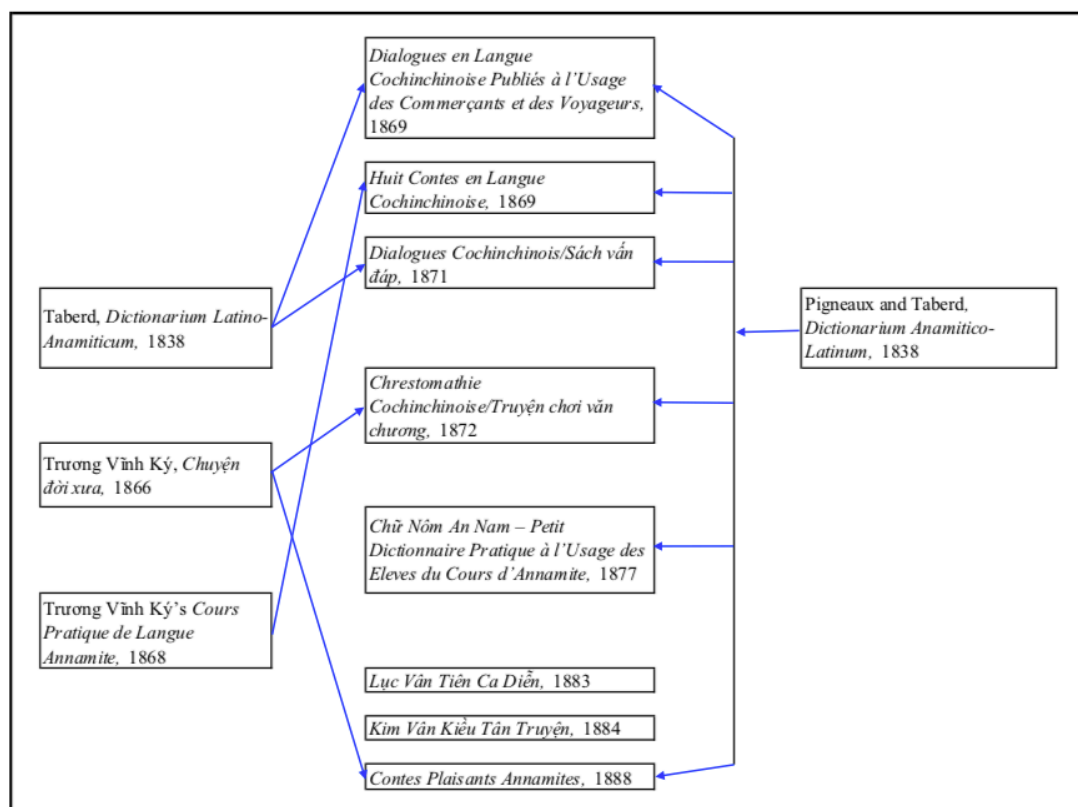 Dialogues en Langue
Cochinchinoise Publiés à l’Usage
des Commerçants et des Voyageurs,
1869
Huit Contes en Langue
Cochinchinoise, 1869
Dialogues Cochinchinois/Sách vấn
đáp, 1871
Taberd, Dictionarium Latino-
Anamiticum, 1838
Pigneaux and Taberd,
Dictionarium Anamitico-
Latinum, 1838
Chrestomathie
Cochinchinoise/Truyện chơi văn
chương, 1872
Trương Vĩnh Ký, Chuyện
đời xưa, 1866
Chữ Nôm An Nam – Petit
Dictionnaire Pratique à l’Usage des
Eleves du Cours d’Annamite, 1877
Trương Vĩnh Ký’s Cours
Pratique de Langue
Annamite, 1868
Lục Vân Tiên Ca Diễn, 1883
Kim Vân Kiều Tân Truyện, 1884
Contes Plaisants Annamites, 1888